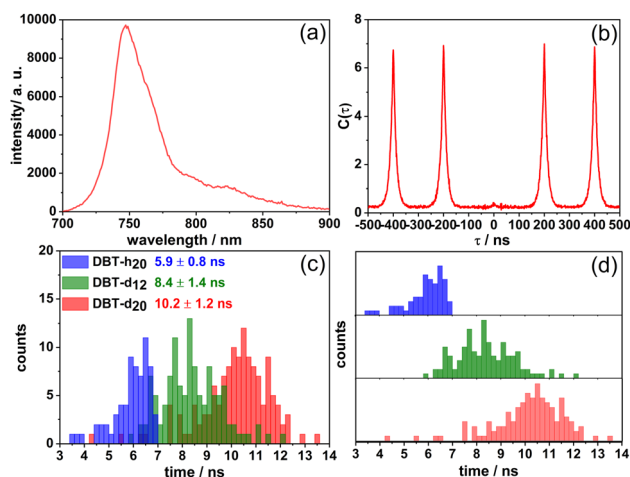 (a)
intensity/ a. u.
10000
8000
6000
4000
2000
0
700 750 800 850 900
wavelength / nm
(b)
C(τ)
8
6
4
2
0
-500-400-300-200-100 0 100 200 300 400 500
τ / ns
(c)
DBT-h20 5.9 ± 0.8 ns
DBT-d12 8.4 ± 1.4 ns
DBT-d20 10.2 ± 1.2 ns
counts
20
15
10
5
0
3 4 5 6 7 8 9 10 11 12 13 14
time / ns
(d)
counts
3 4 5 6 7 8 9 10 11 12 13 14
time / ns